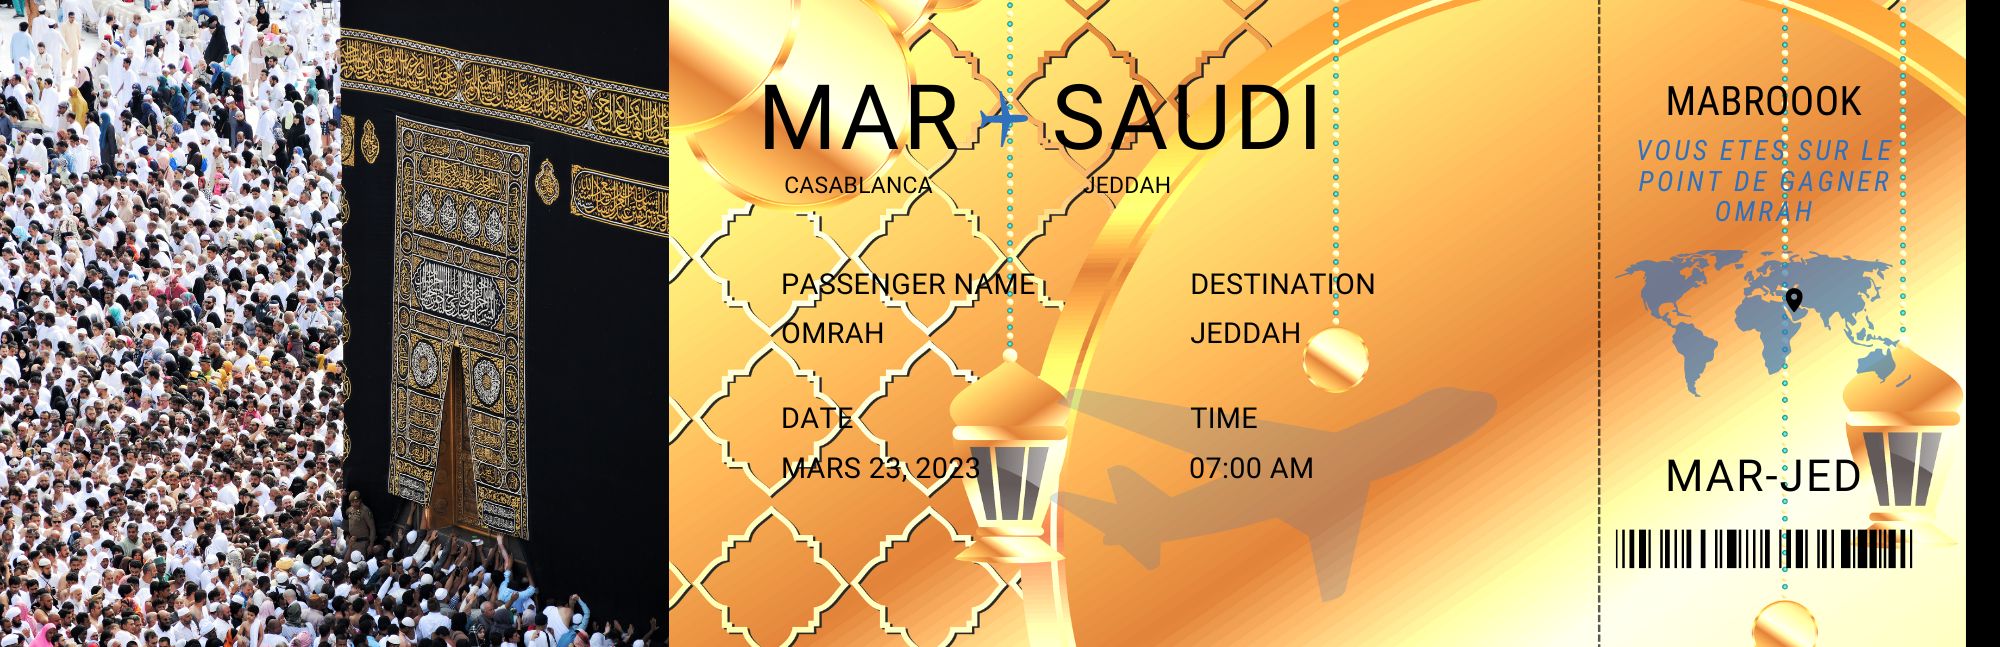 MAR SAUDI
CASABLANCA JEDDAH
PASSENGER NAME DESTINATION
OMRAH JEDDAH
DATE TIME
MARS 23, 2023 07:00 AM
MABROOOK
VOUS ETES SUR LE
POINT DE GAGNER
OMRAH
MAR-JED